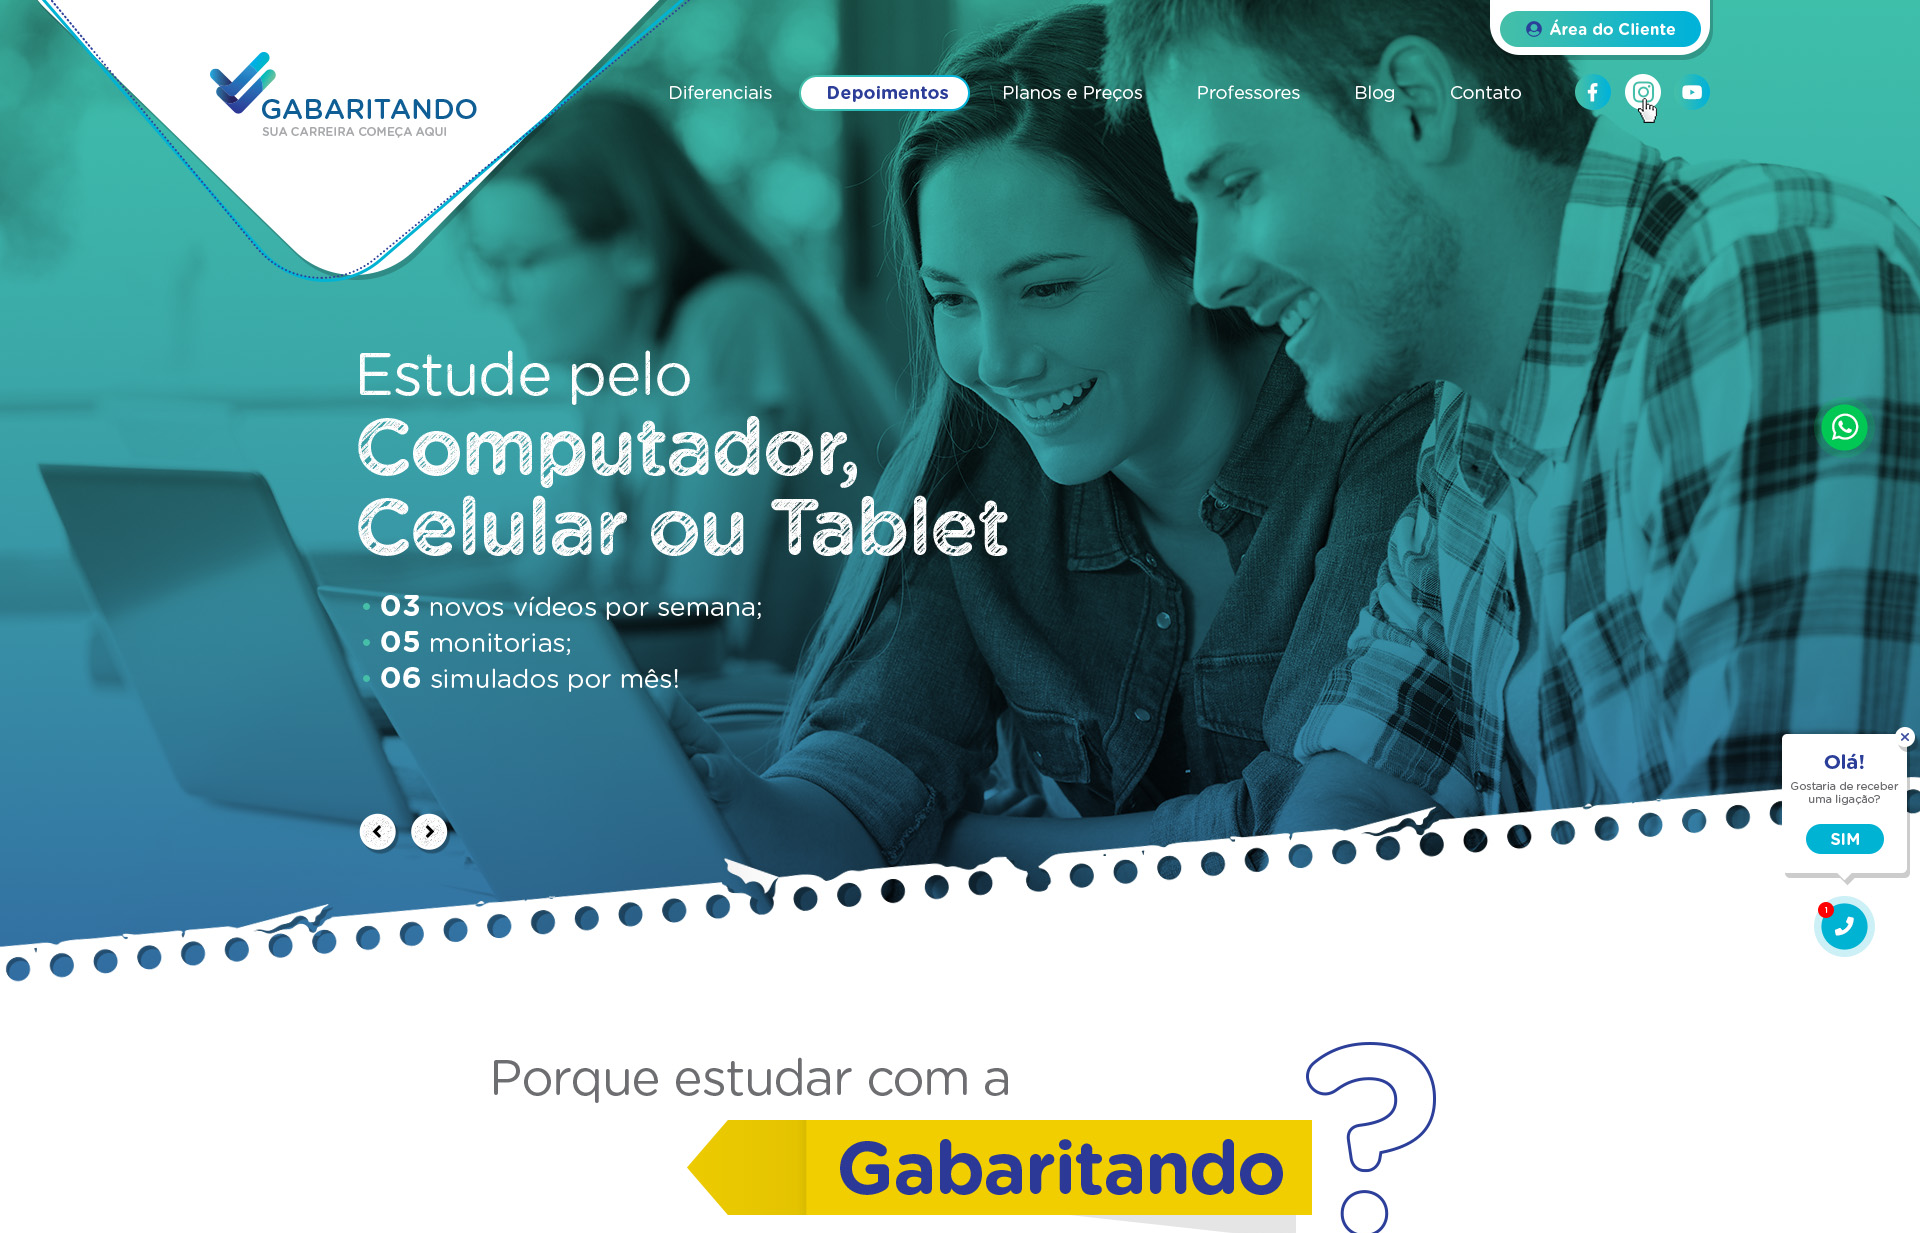 Área do Cliente
GABARITANDO
SUA CARREIRA COMEÇA AQUI
Diferenciais
Depoimentos
Planos e Preços
Professores
Blog
Contato
Estude pelo
Computador,
Celular ou Tablet
• 03 novos vídeos por semana;
• 05 monitorias;
• 06 simulados por mês!
Olá!
Gostaria de receber
uma ligação?
SIM
1
Porque estudar com a
Gabaritando
?